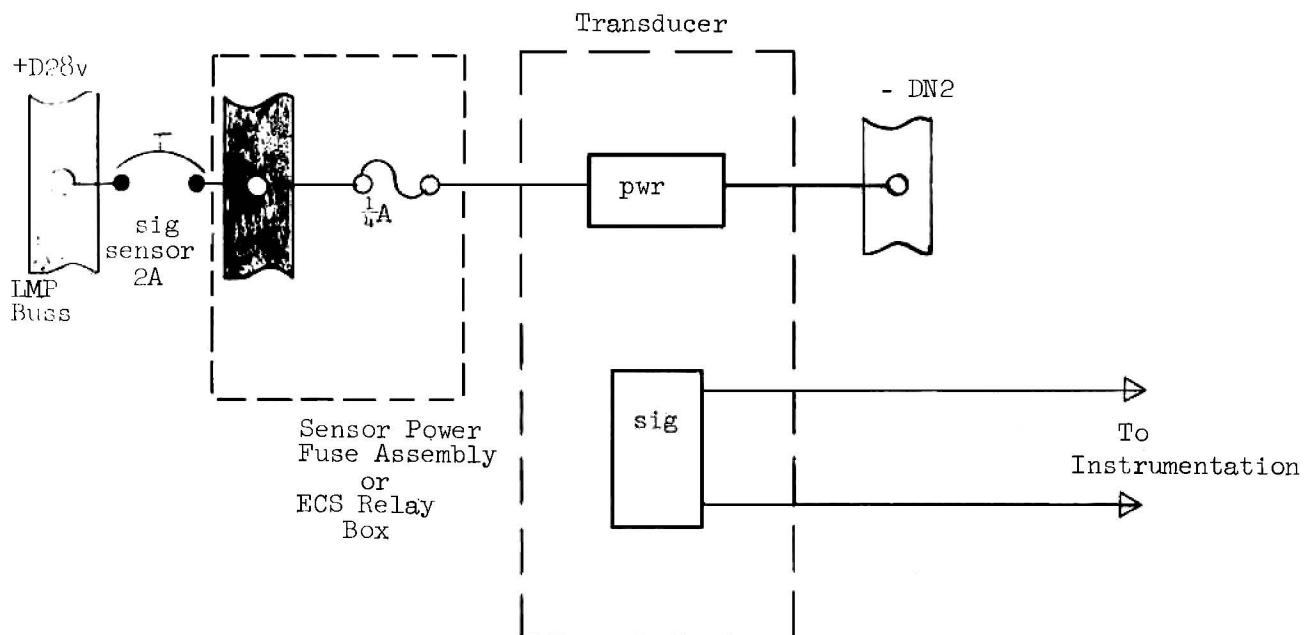 Transducer
+D28v
- DN2
sig
sensor
2A
LMP
Buss
¼A
pwr
Sensor Power
Fuse Assembly
or
ECS Relay
Box
sig
To
Instrumentation